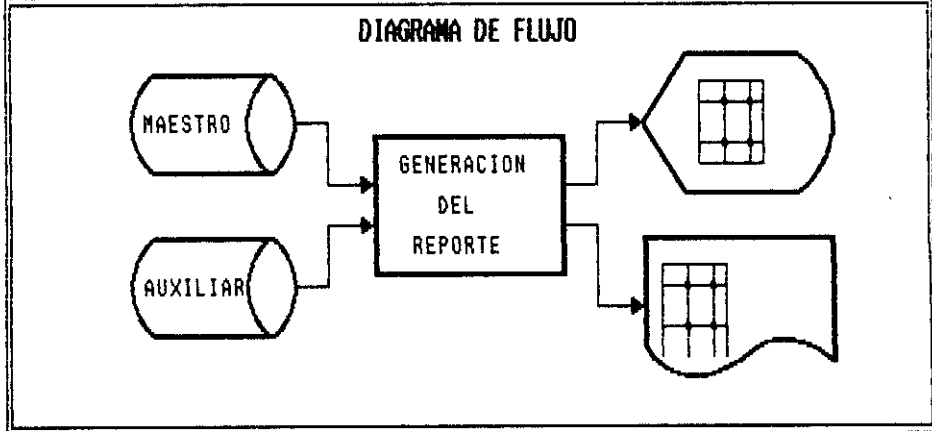 DIAGRAMA DE FLUJO
MAESTRO
GENERACION
DEL
REPORTE
AUXILIAR